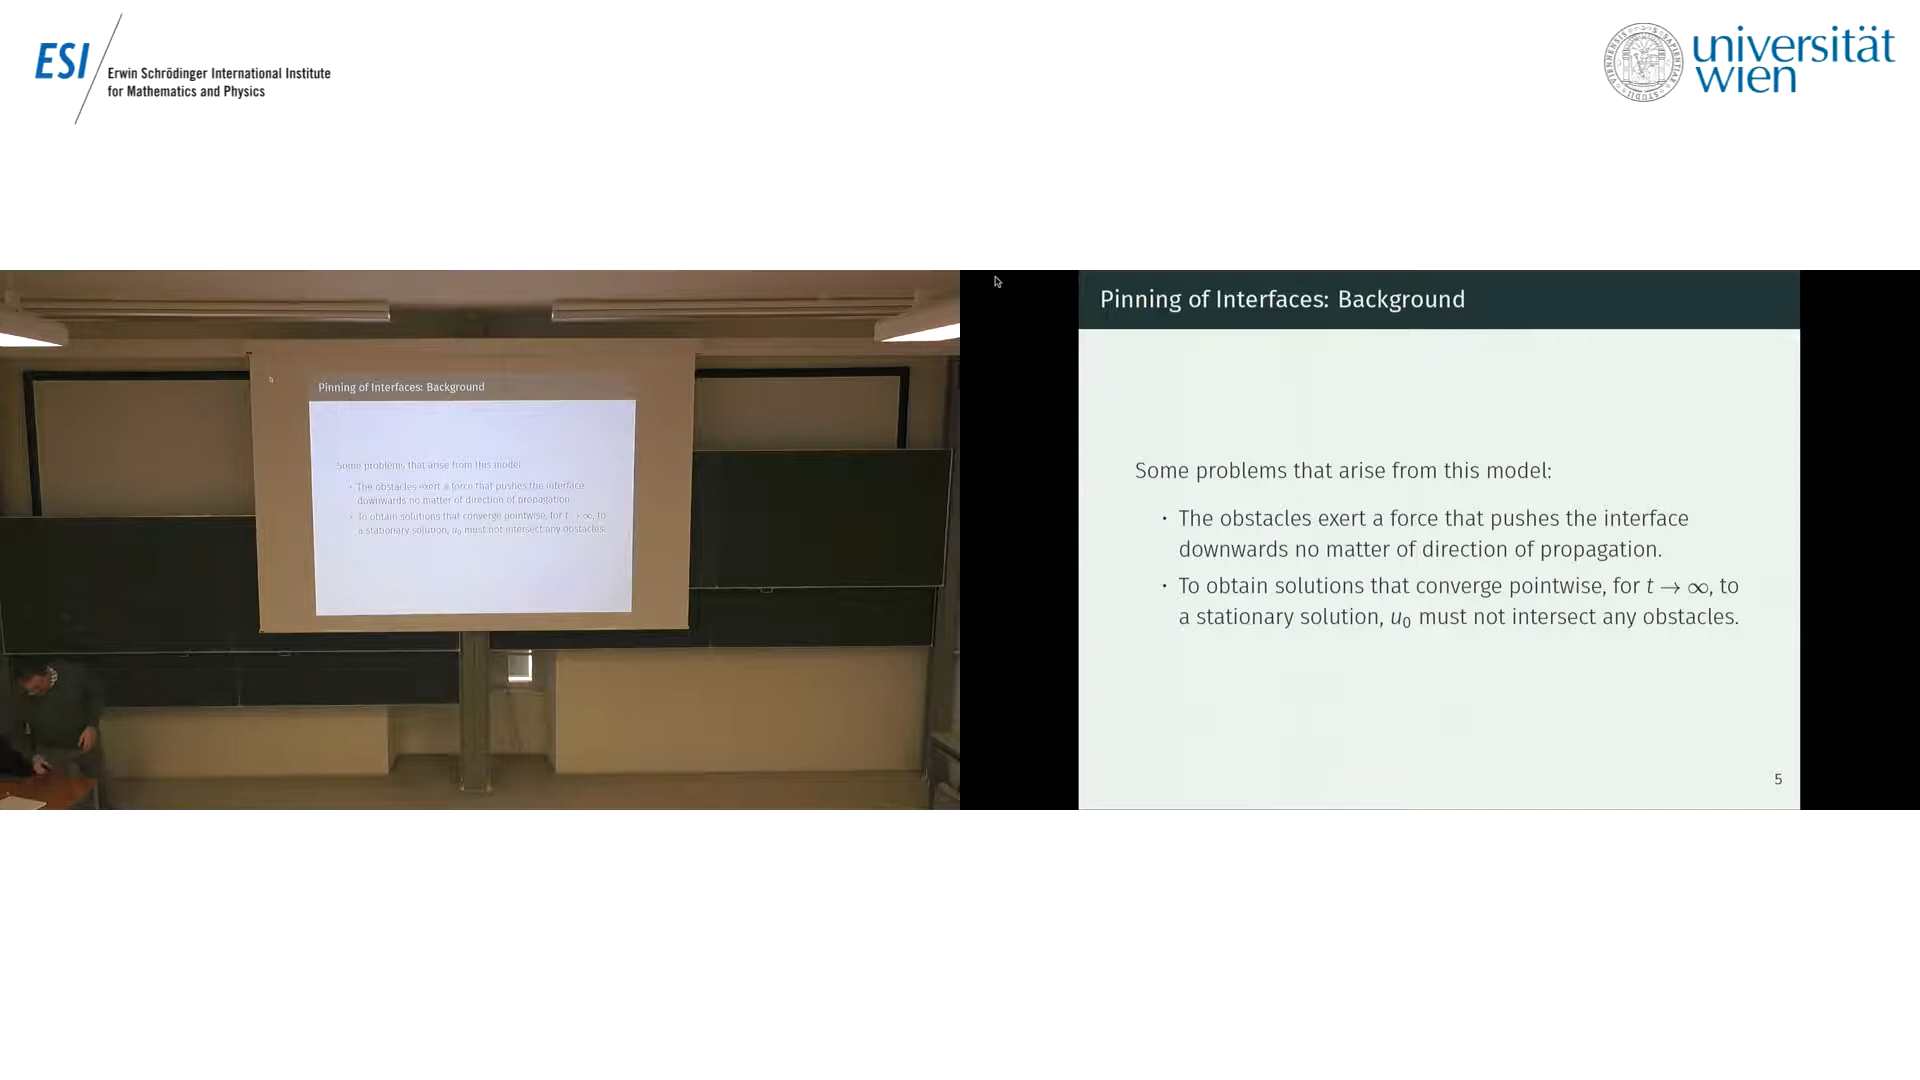 ESI
Erwin Schrödinger International Institute
for Mathematics and Physics
universität
wien
Pinning of Interfaces: Background
Some problems that arise from this model:
• The obstacles exert a force that pushes the interface
downwards no matter of direction of propagation.
• To obtain solutions that converge pointwise, for t → ∞, to
a stationary solution, u₀ must not intersect any obstacles.
Pinning of Interfaces: Background
Some problems that arise from this model:
• The obstacles exert a force that pushes the interface
downwards no matter of direction of propagation.
• To obtain solutions that converge pointwise, for t → ∞, to
a stationary solution, u₀ must not intersect any obstacles.
5